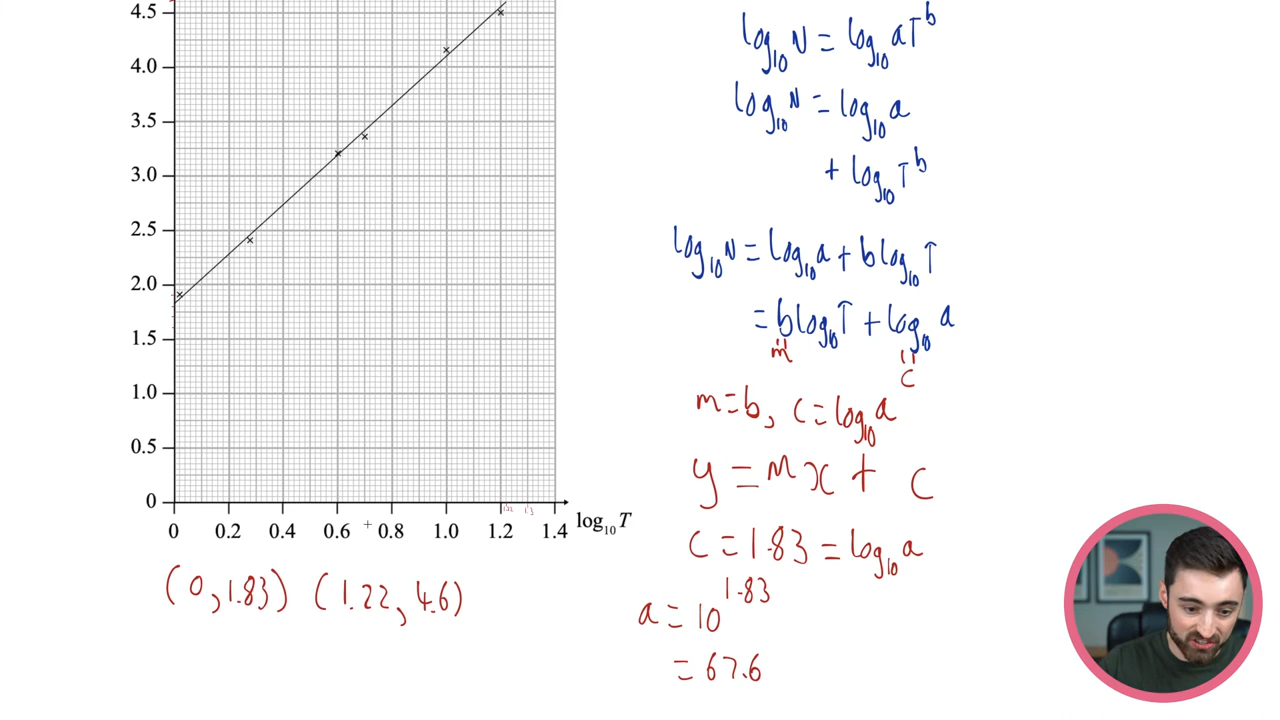 4.5
4.0
3.5
3.0
2.5
2.0
1.5
1.0
0.5
0
0 0.2 0.4 0.6 0.8 1.0 1.2 1.4 log₁₀ T
(0, 1.83) (1.22, 4.6)
log₁₀ N = log₁₀ aT^b
log₁₀ N = log₁₀ a
+ log₁₀ T^b
log₁₀ N = log₁₀ a + b log₁₀ T
= b log₁₀ T + log₁₀ a
m c
m = b, c = log₁₀ a
y = mx + c
c = 1.83 = log₁₀ a
a = 10^1.83
= 67.6